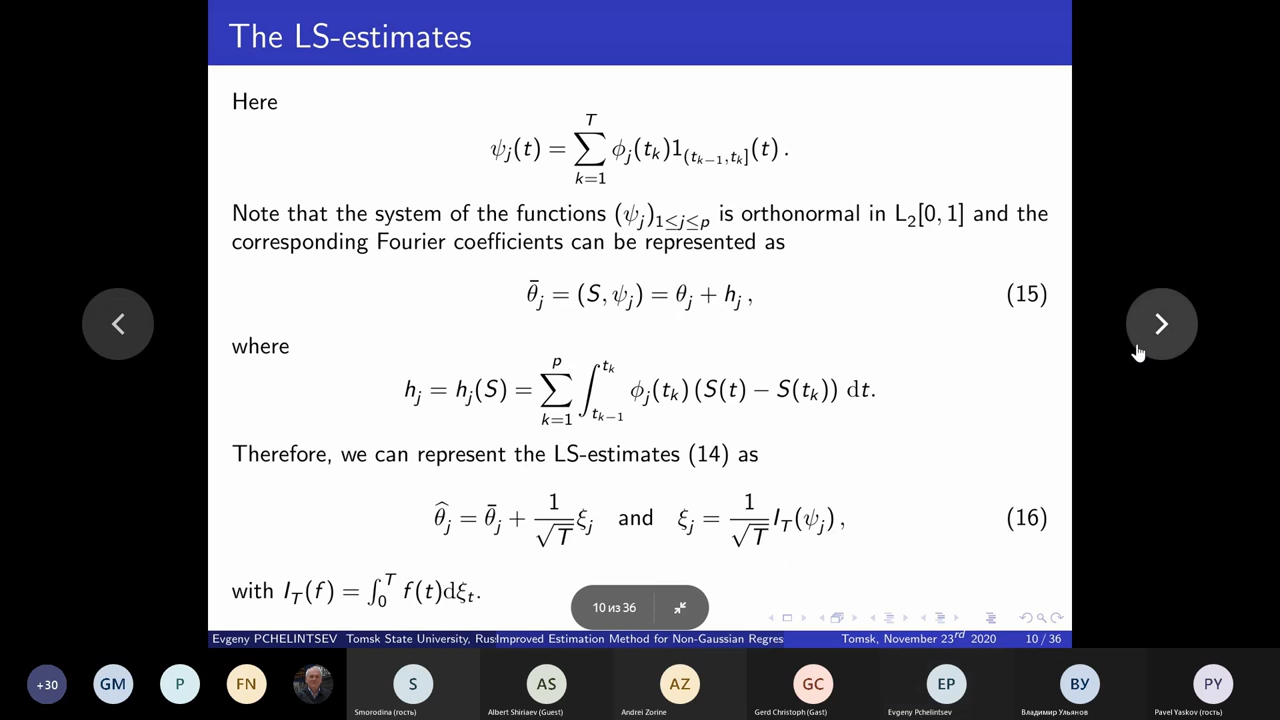 The LS-estimates
Here
ψ_j(t) = ∑_{k=1}^{T} ϕ_j(t_k) 1_{(t_{k−1}, t_k]}(t) .
Note that the system of the functions (ψ_j)_{1≤j≤p} is orthonormal in L_2[0, 1] and the
corresponding Fourier coefficients can be represented as
θ̄_j = (S, ψ_j) = θ_j + h_j , (15)
where
h_j = h_j(S) = ∑_{k=1}^{p} ∫_{t_{k−1}}^{t_k} ϕ_j(t_k) (S(t) − S(t_k)) dt.
Therefore, we can represent the LS-estimates (14) as
θ̂_j = θ̄_j + 1/√T ξ_j and ξ_j = 1/√T I_T(ψ_j) , (16)
with I_T(f) = ∫_0^T f(t)dξ_t.
10 из 36
Evgeny PCHELINTSEV Tomsk State University, Rus Improved Estimation Method for Non-Gaussian Regres Tomsk, November 23rd 2020 10 / 36
+30 GM P FN S AS AZ GC EP ВУ PY
Smorodina (гость) Albert Shiriaev (Guest) Andrei Zorine Gerd Christoph (Gast) Evgeny Pchelintsev Владимир Ульянов Pavel Yaskov (гость)